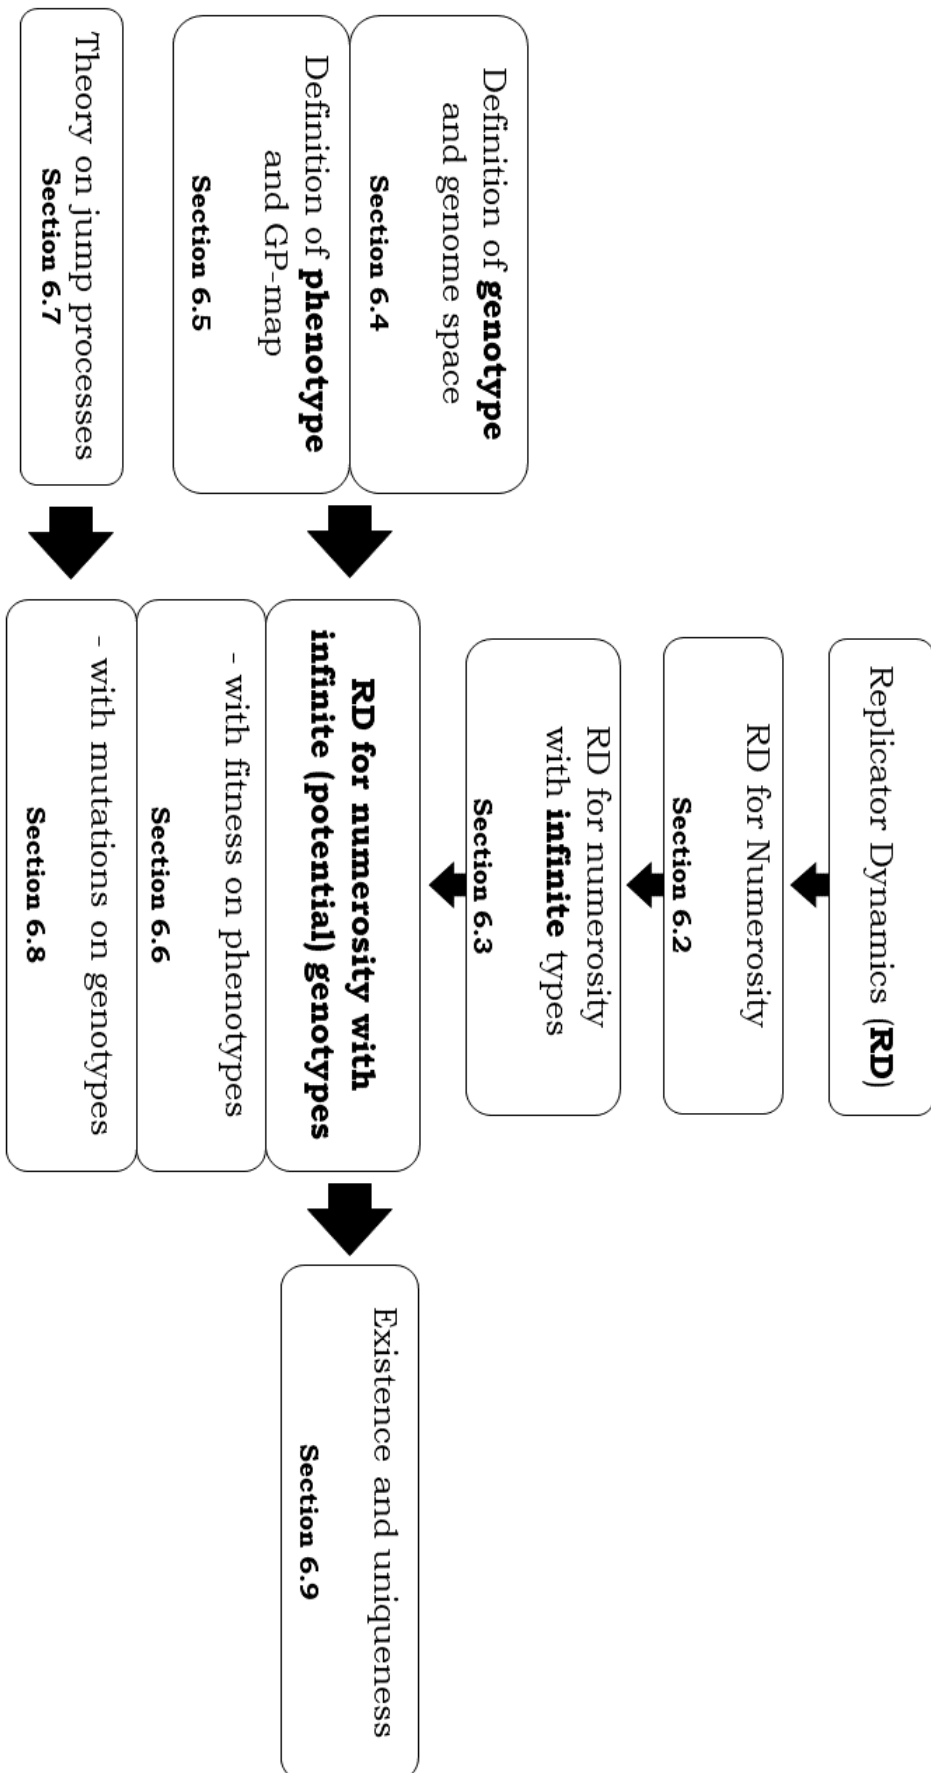 Replicator Dynamics (RD)
RD for Numerosity
Section 6.2
RD for numerosity
with infinite types
Section 6.3
Definition of genotype
and genome space
Section 6.4
Definition of phenotype
and GP-map
Section 6.5
Theory on jump processes
Section 6.7
RD for numerosity with
infinite (potential) genotypes
- with fitness on phenotypes
Section 6.6
- with mutations on genotypes
Section 6.8
Existence and uniqueness
Section 6.9